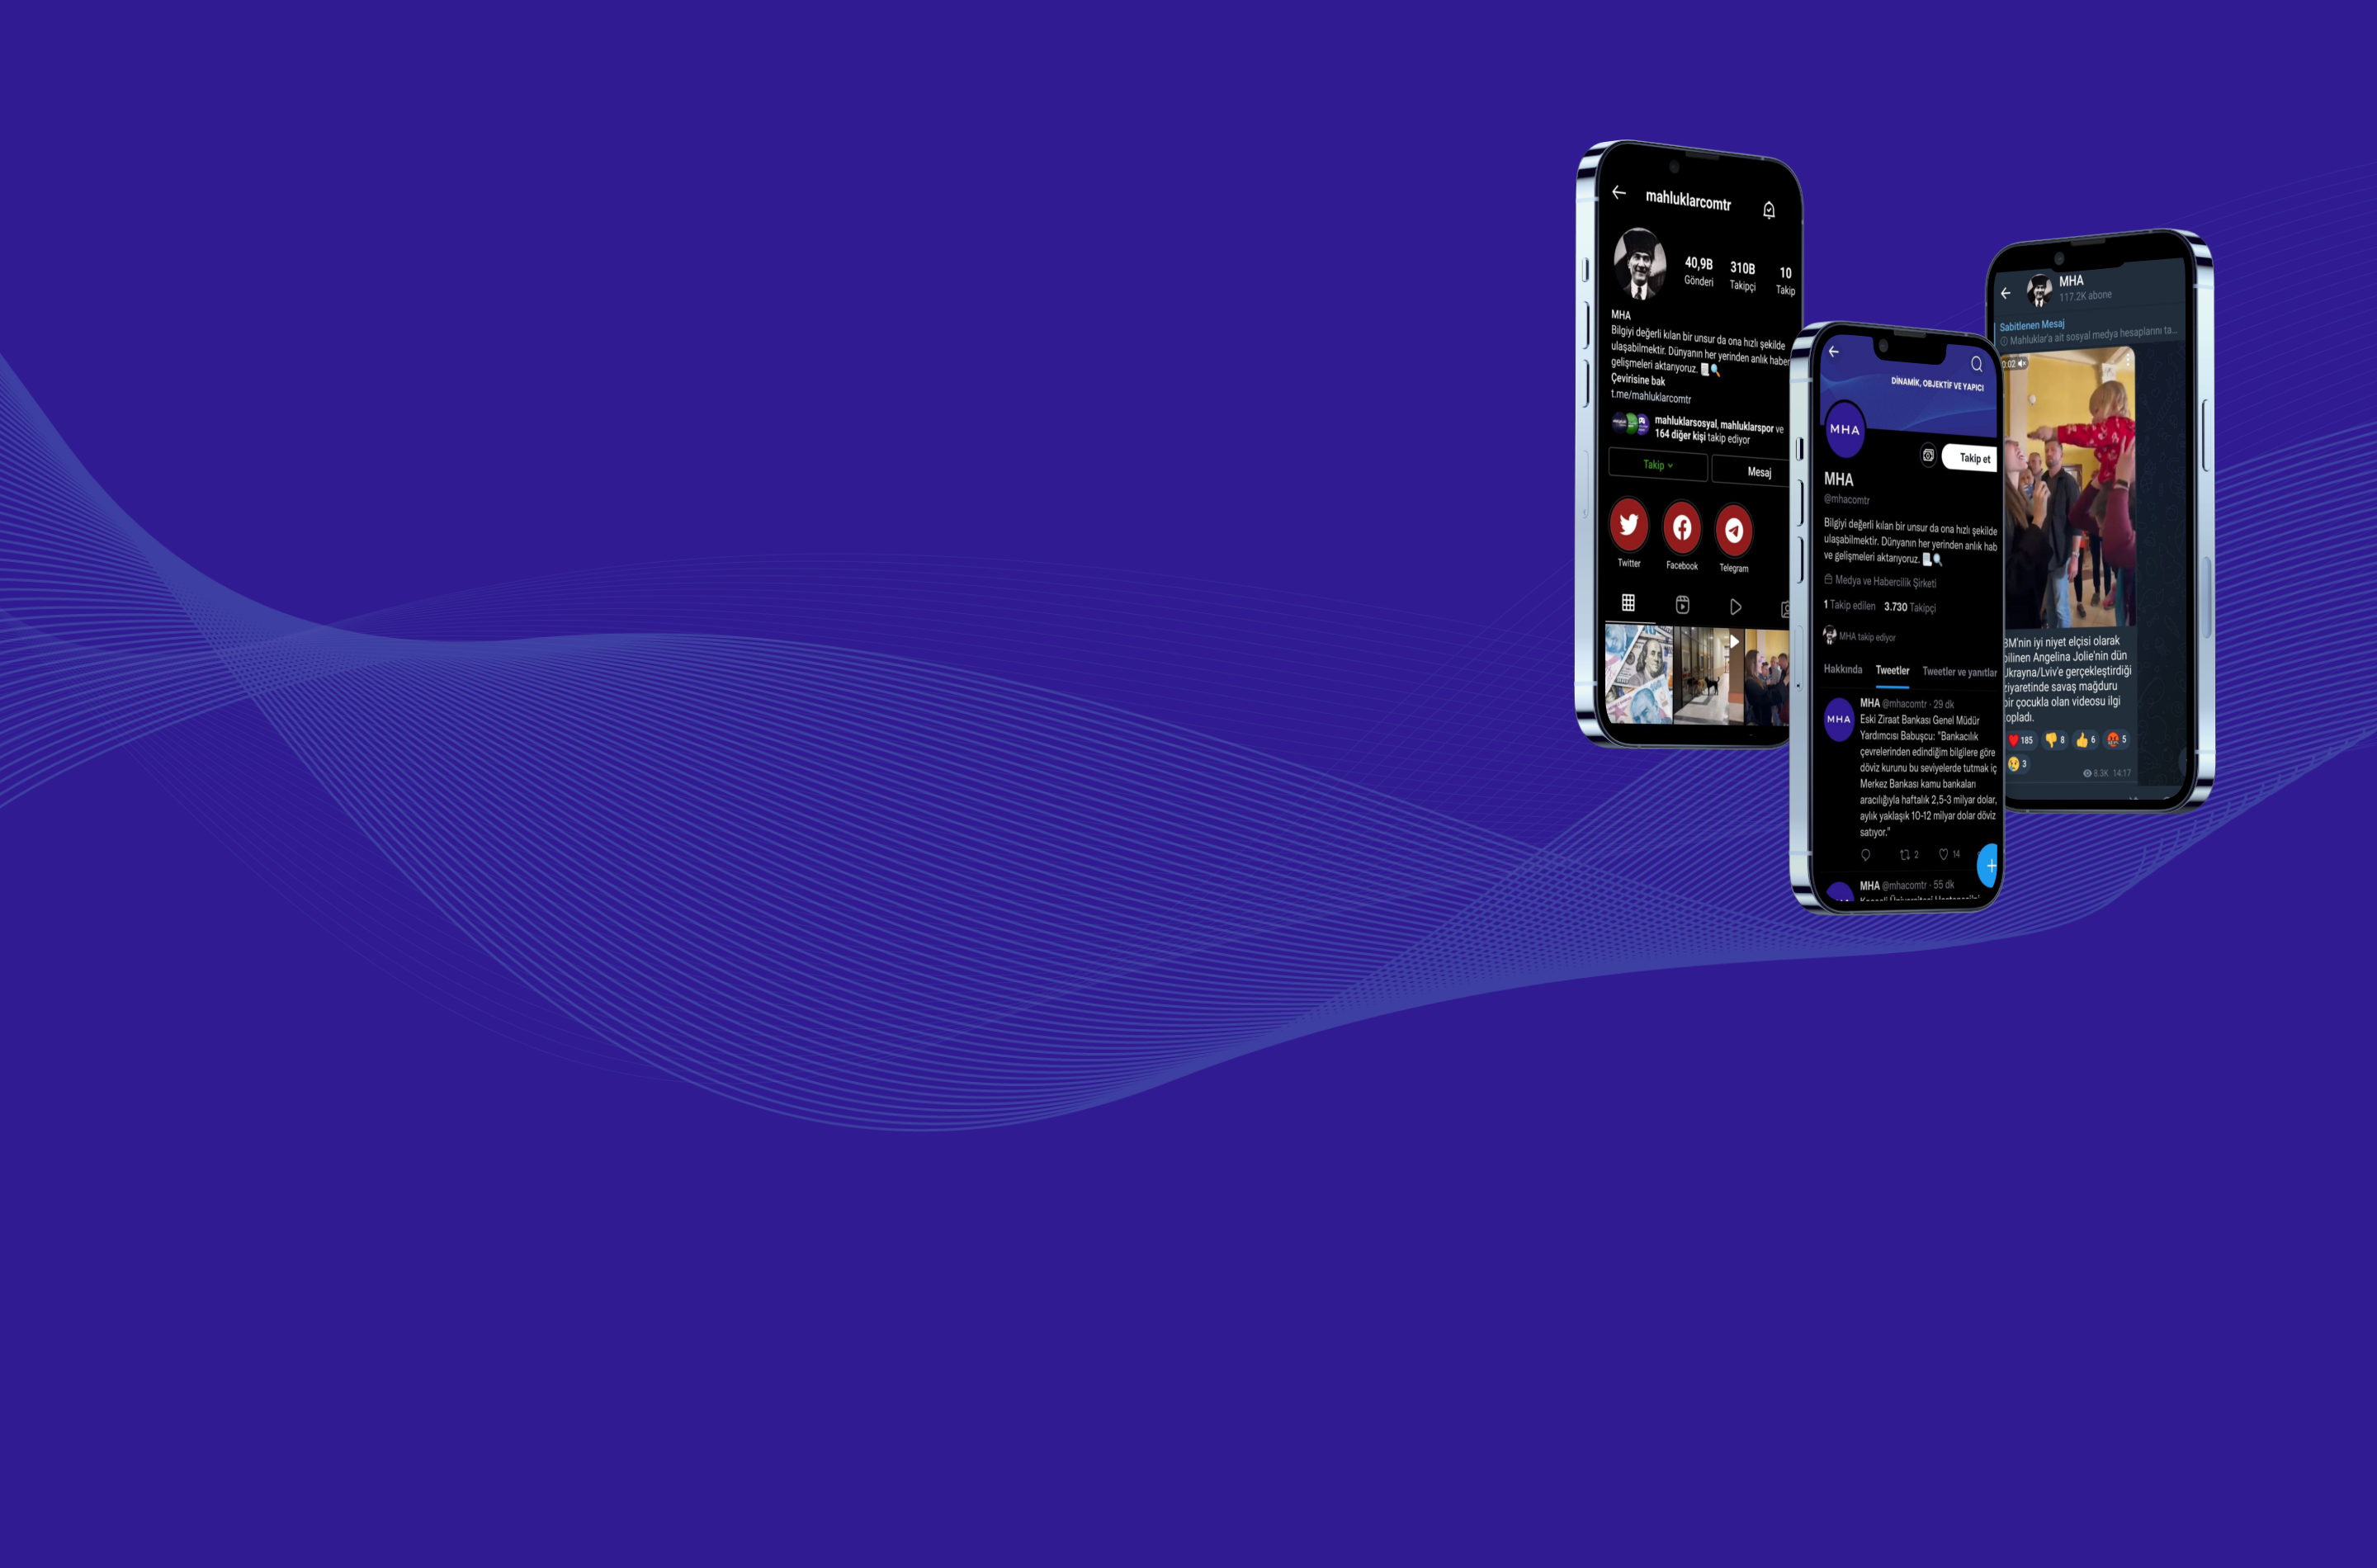 mahluklarcomtr
40,9B 310B 10
Gönderi Takipçi Takip
MHA
Bilgiyi değerli kılan bir unsur da ona hızlı şekilde
ulaşabilmektir. Dünyanın her yerinden anlık haber
gelişmeleri aktarıyoruz. 📃🔍
Çevirisine bak
t.me/mahluklarcomtr
mahluklarsosyal, mahluklarspor ve
164 diğer kişi takip ediyor
Takip Mesaj
Twitter Facebook Telegram
DİNAMİK, OBJEKTİF VE YAPICI
MHA
Takip et
MHA
@mhacomtr
Bilgiyi değerli kılan bir unsur da ona hızlı şekilde
ulaşabilmektir. Dünyanın her yerinden anlık hab
ve gelişmeleri aktarıyoruz. 📃🔍
Medya ve Habercilik Şirketi
1 Takip edilen 3.730 Takipçi
MHA takip ediyor
Hakkında Tweetler Tweetler ve yanıtlar
MHA
MHA @mhacomtr · 29 dk
Eski Ziraat Bankası Genel Müdür
Yardımcısı Babuşcu: "Bankacılık
çevrelerinden edindiğim bilgilere göre
döviz kurunu bu seviyelerde tutmak iç
Merkez Bankası kamu bankaları
aracılığıyla haftalık 2,5-3 milyar dolar,
aylık yaklaşık 10-12 milyar dolar döviz
satıyor."
2 14
MHA @mhacomtr · 55 dk
MHA
117.2K abone
Sabitlenen Mesaj
Mahluklar'a ait sosyal medya hesaplarını ta...
0:02
BM'nin iyi niyet elçisi olarak
bilinen Angelina Jolie'nin dün
Ukrayna/Lviv'e gerçekleştirdiği
ziyaretinde savaş mağduru
bir çocukla olan videosu ilgi
topladı.
❤️ 185 👎 8 👍 6 🤬 5
😢 3
8.3K 14:17